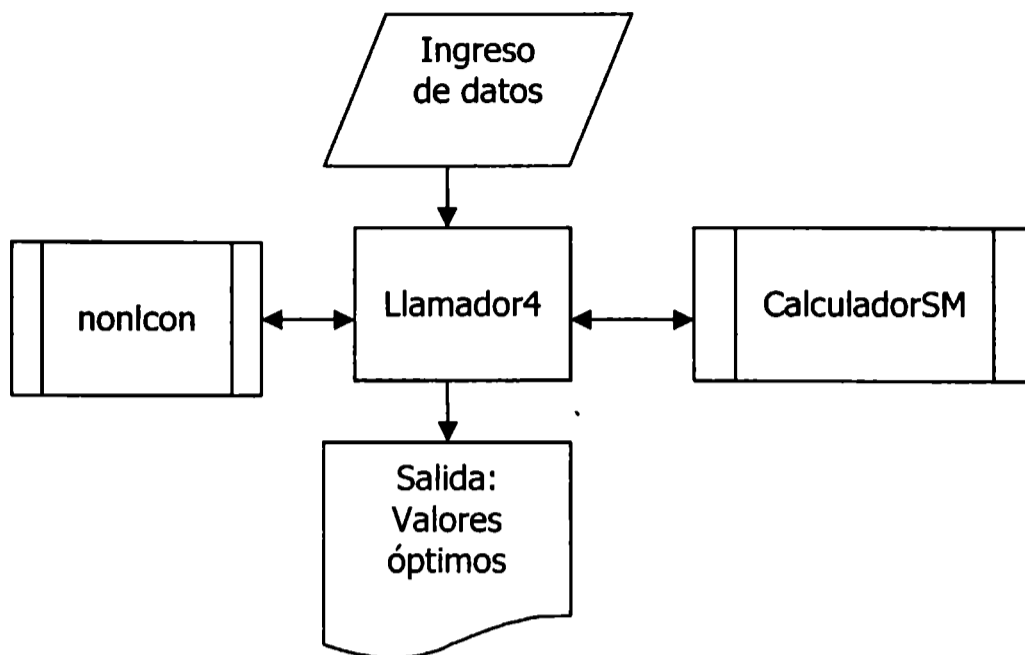 Ingreso
de datos
nonlcon
Llamador4
CalculadorSM
Salida:
Valores
óptimos